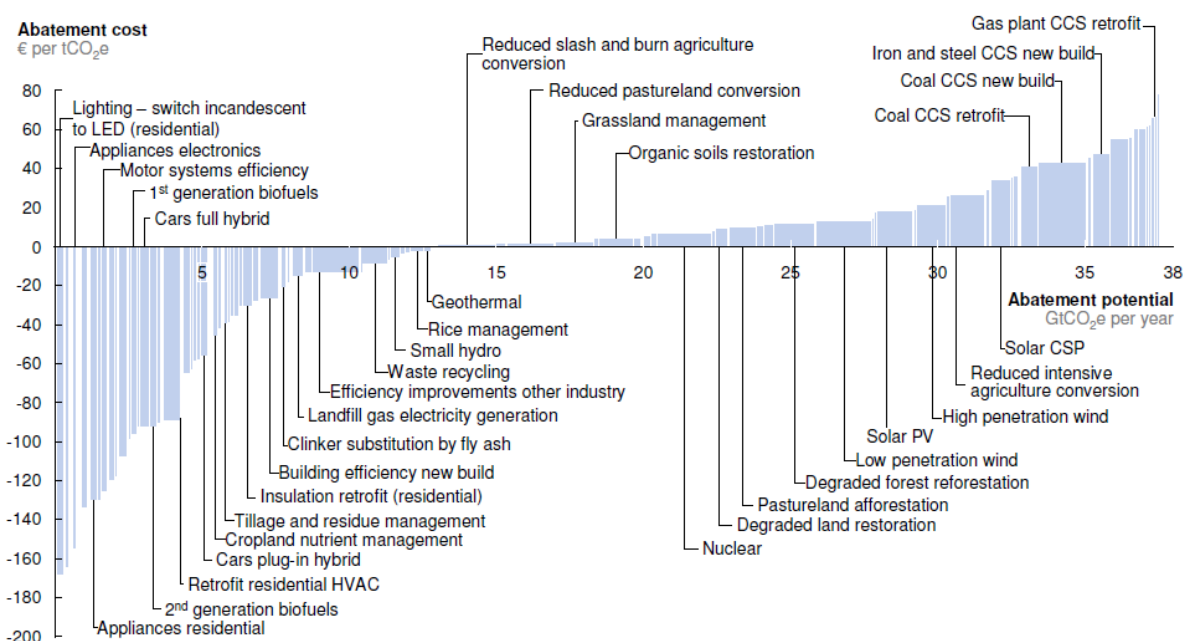 Abatement cost
€ per tCO2e
Gas plant CCS retrofit
Reduced slash and burn agriculture
conversion
Iron and steel CCS new build
Coal CCS new build
80
Reduced pastureland conversion
Lighting – switch incandescent
to LED (residential)
Coal CCS retrofit
60
Grassland management
Appliances electronics
Organic soils restoration
40
Motor systems efficiency
1st generation biofuels
20
Cars full hybrid
0
5
10
15
20
25
30
35
38
-20
Abatement potential
GtCO2e per year
Geothermal
Rice management
-40
Small hydro
Solar CSP
-60
Waste recycling
Reduced intensive
agriculture conversion
Efficiency improvements other industry
-80
Landfill gas electricity generation
High penetration wind
Solar PV
-100
Clinker substitution by fly ash
Low penetration wind
Building efficiency new build
-120
Degraded forest reforestation
Insulation retrofit (residential)
Pastureland afforestation
-140
Tillage and residue management
Degraded land restoration
Cropland nutrient management
Nuclear
-160
Cars plug-in hybrid
Retrofit residential HVAC
-180
2nd generation biofuels
Appliances residential
-200